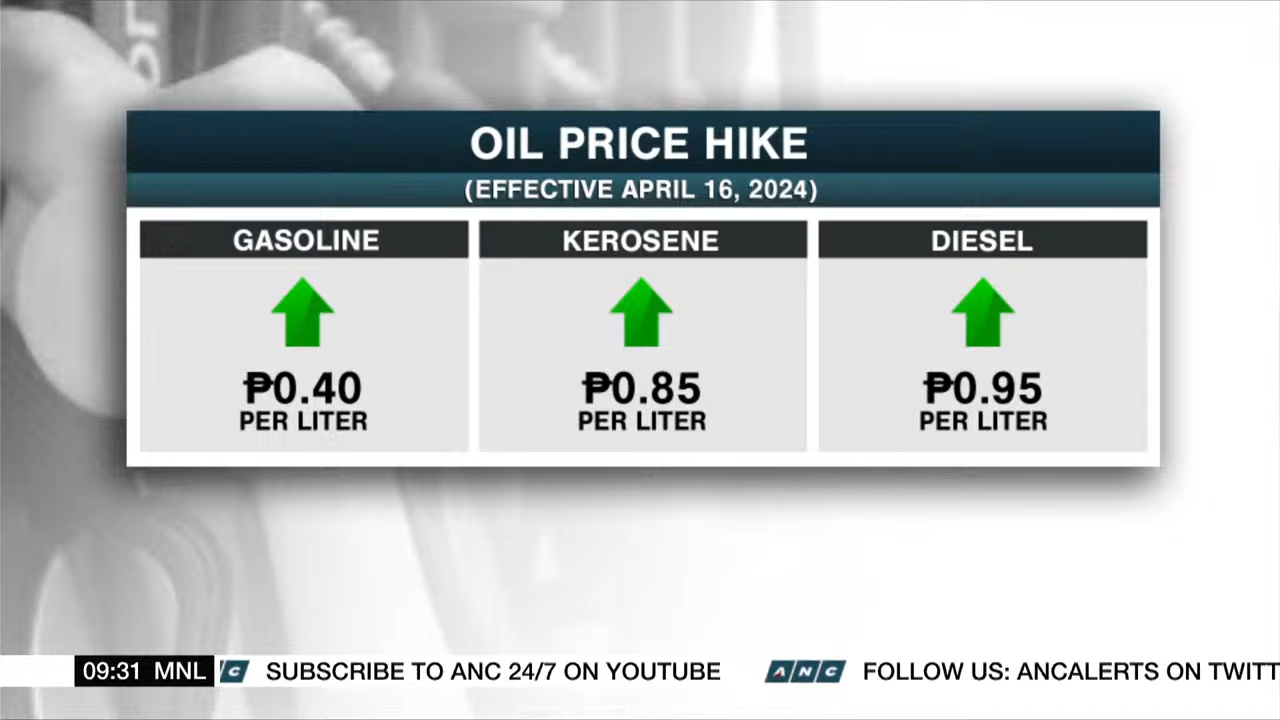 OIL PRICE HIKE
(EFFECTIVE APRIL 16, 2024)
GASOLINE
₱0.40
PER LITER
KEROSENE
₱0.85
PER LITER
DIESEL
₱0.95
PER LITER
09:31 MNL C SUBSCRIBE TO ANC 24/7 ON YOUTUBE ANC FOLLOW US: ANCALERTS ON TWITT